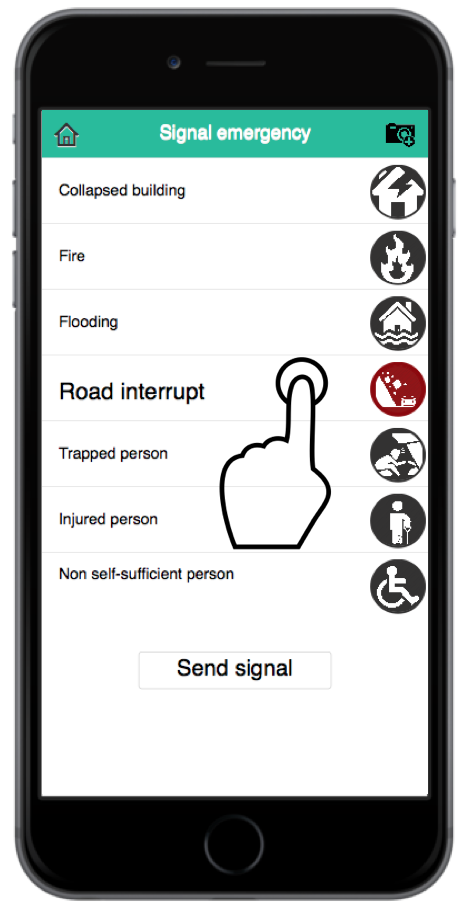 Signal emergency
Collapsed building
Fire
Flooding
Road interrupt
Trapped person
Injured person
Non self-sufficient person
Send signal